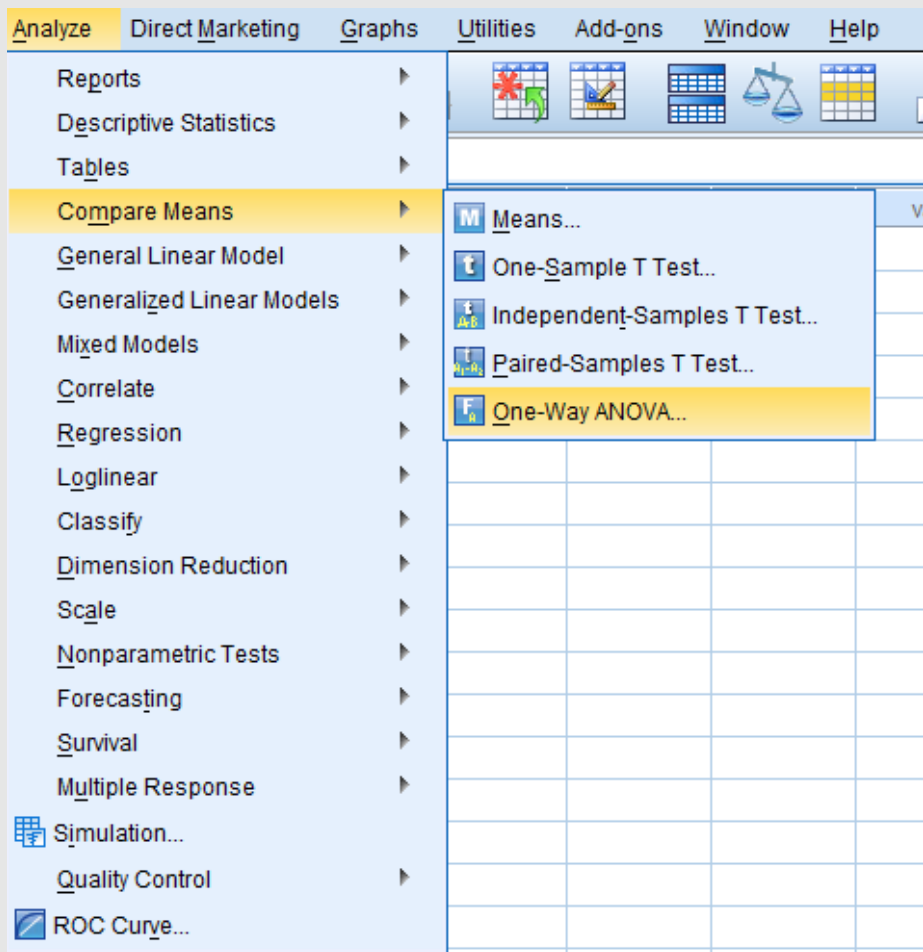 Analyze Direct Marketing Graphs Utilities Add-ons Window Help
Reports
Descriptive Statistics
Tables
Compare Means
General Linear Model
Generalized Linear Models
Mixed Models
Correlate
Regression
Loglinear
Classify
Dimension Reduction
Scale
Nonparametric Tests
Forecasting
Survival
Multiple Response
Simulation...
Quality Control
ROC Curve...
M Means...
t One-Sample T Test...
t A-B Independent-Samples T Test...
t A1-A2 Paired-Samples T Test...
F A One-Way ANOVA...
v